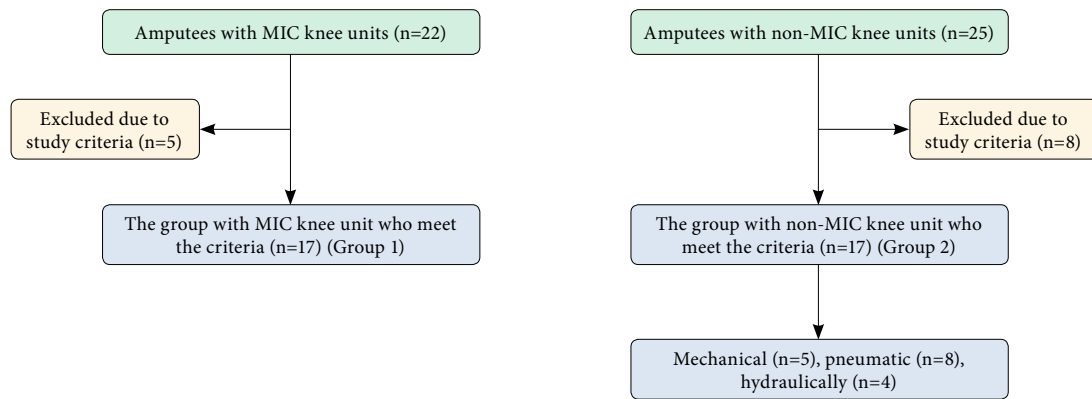 Amputees with MIC knee units (n=22)
Excluded due to
study criteria (n=5)
The group with MIC knee unit who meet
the criteria (n=17) (Group 1)
Amputees with non-MIC knee units (n=25)
Excluded due to
study criteria (n=8)
The group with non-MIC knee unit who
meet the criteria (n=17) (Group 2)
Mechanical (n=5), pneumatic (n=8),
hydraulically (n=4)